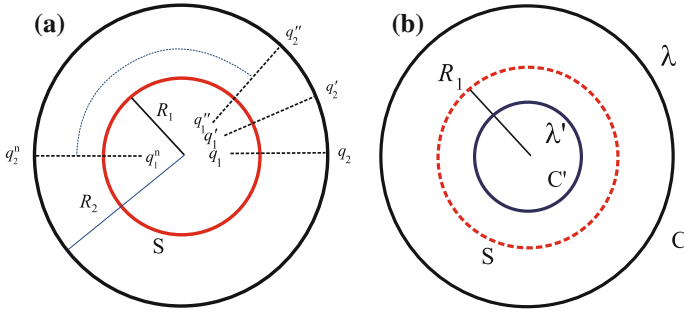 (a)
q₂″
q₂′
R₁
q₁″
q₁′
q₂ⁿ
q₁ⁿ
q₁
q₂
R₂
S
(b)
λ
R₁
λ'
C'
S
C